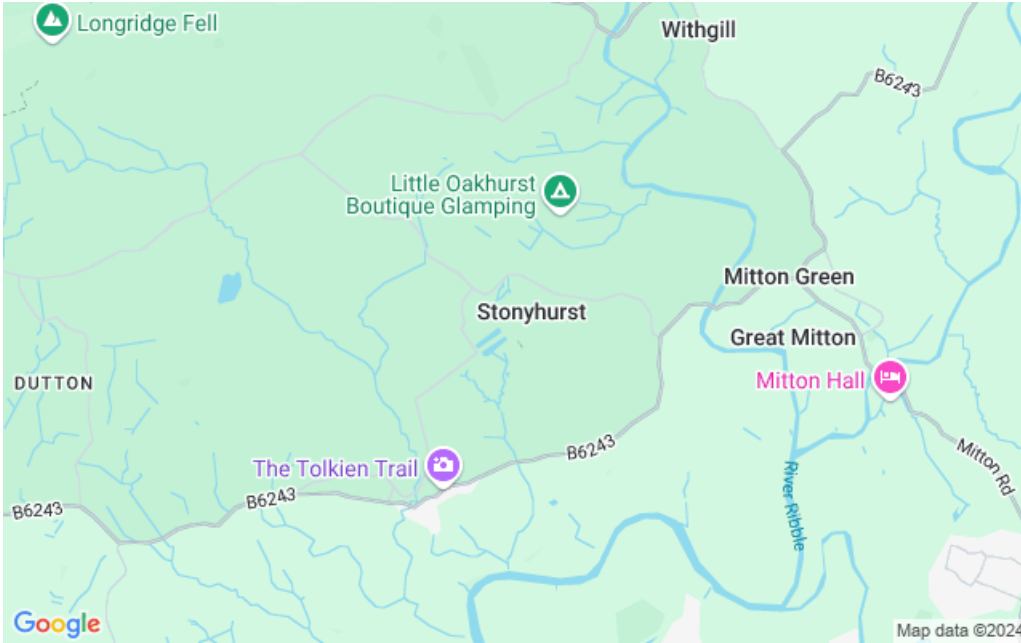 Longridge Fell
Withgill
B6243
Little Oakhurst
Boutique Glamping
Mitton Green
Stonyhurst
Great Mitton
Mitton Hall
DUTTON
B6243
The Tolkien Trail
Mitton Rd
B6243
B6243
River Ribble
Google
Map data ©2024